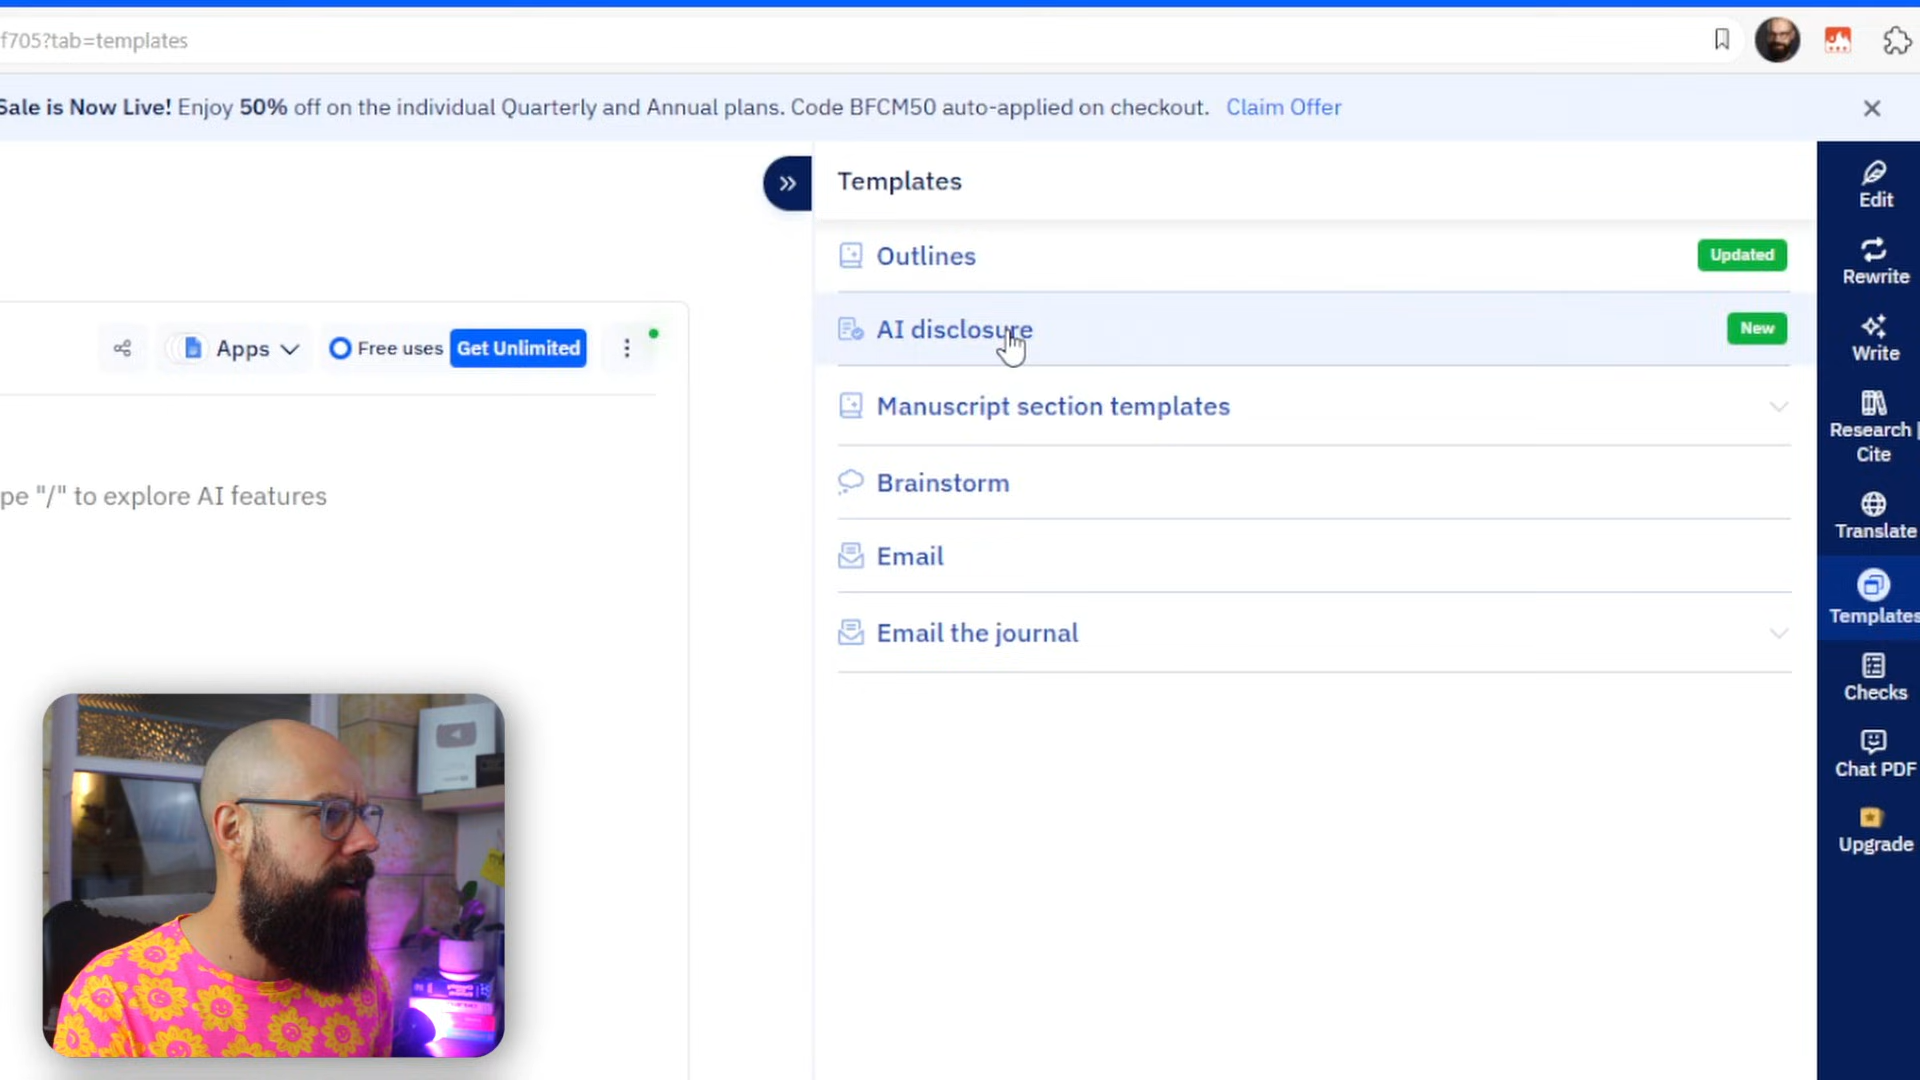 f705?tab=templates
Sale is Now Live! Enjoy 50% off on the individual Quarterly and Annual plans. Code BFCM50 auto-applied on checkout. Claim Offer
Templates
Outlines
Updated
AI disclosure
New
Manuscript section templates
Brainstorm
Email
Email the journal
Apps
Free uses
Get Unlimited
pe "/" to explore AI features
Edit
Rewrite
Write
Research |
Cite
Translate
Templates
Checks
Chat PDF
Upgrade